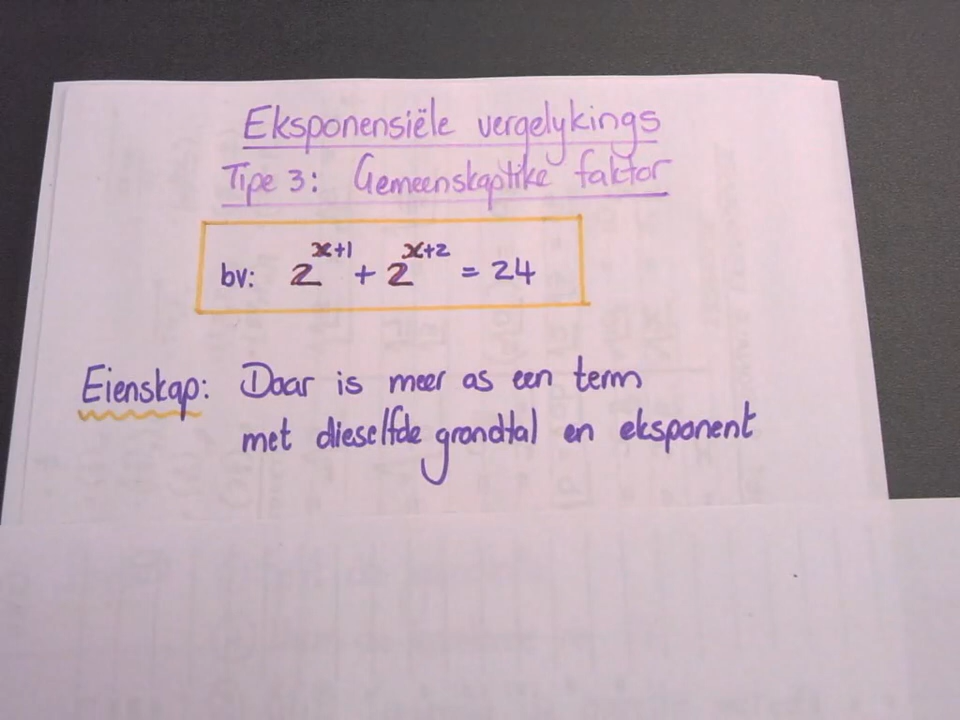 Eksponensiële vergelykings
Tipe 3: Gemeenskaptike faktor
bv: 2^{x+1} + 2^{x+2} = 24
Eienskap: Daar is meer as een term
met dieselfde grondtal en eksponent